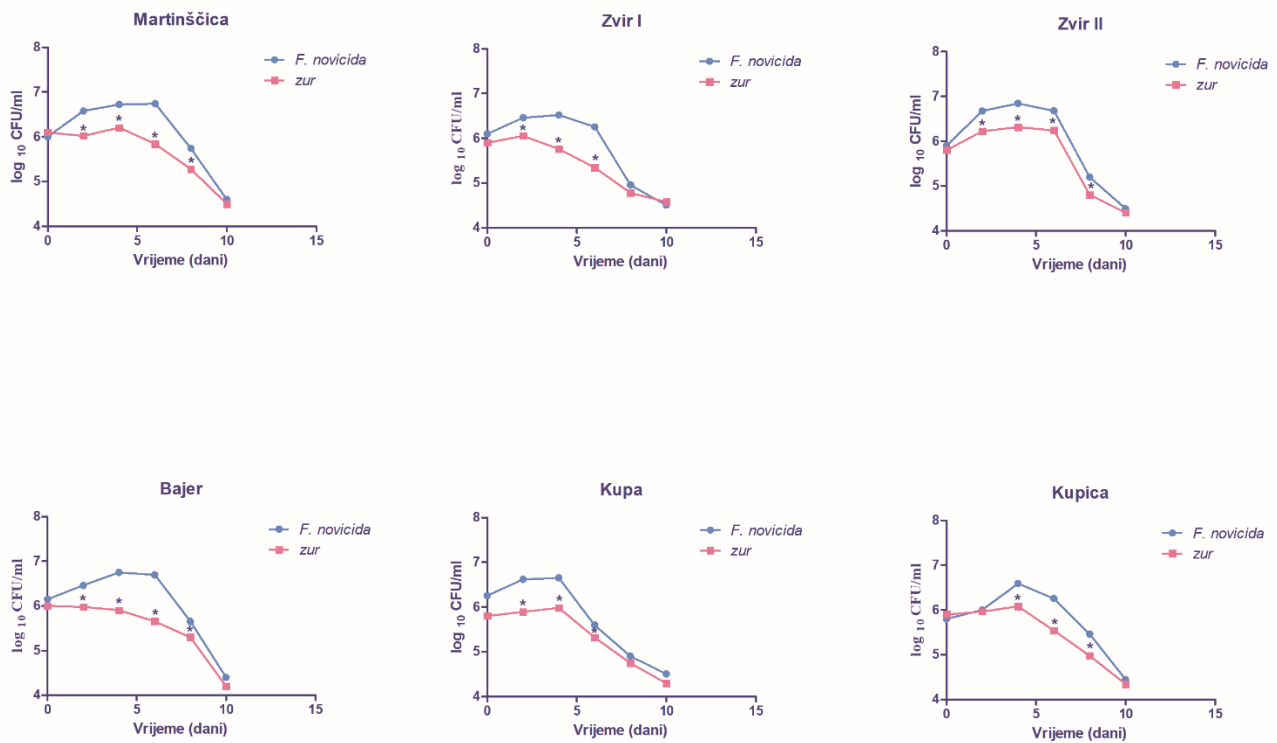 Martinščica
F. novicida
zur
log 10 CFU/ml
8
7
6
5
4
* * * *
0 5 10 15
Vrijeme (dani)
Zvir I
F. novicida
zur
log 10 CFU/ml
8
7
6
5
4
* * *
0 5 10 15
Vrijeme (dani)
Zvir II
F. novicida
zur
log 10 CFU/ml
8
7
6
5
4
* * * *
0 5 10 15
Vrijeme (dani)
Bajer
F. novicida
zur
log 10 CFU/ml
8
7
6
5
4
* * * *
0 5 10 15
Vrijeme (dani)
Kupa
F. novicida
zur
log 10 CFU/ml
8
7
6
5
4
* * *
0 5 10 15
Vrijeme (dani)
Kupica
F. novicida
zur
log 10 CFU/ml
8
7
6
5
4
* * *
0 5 10 15
Vrijeme (dani)